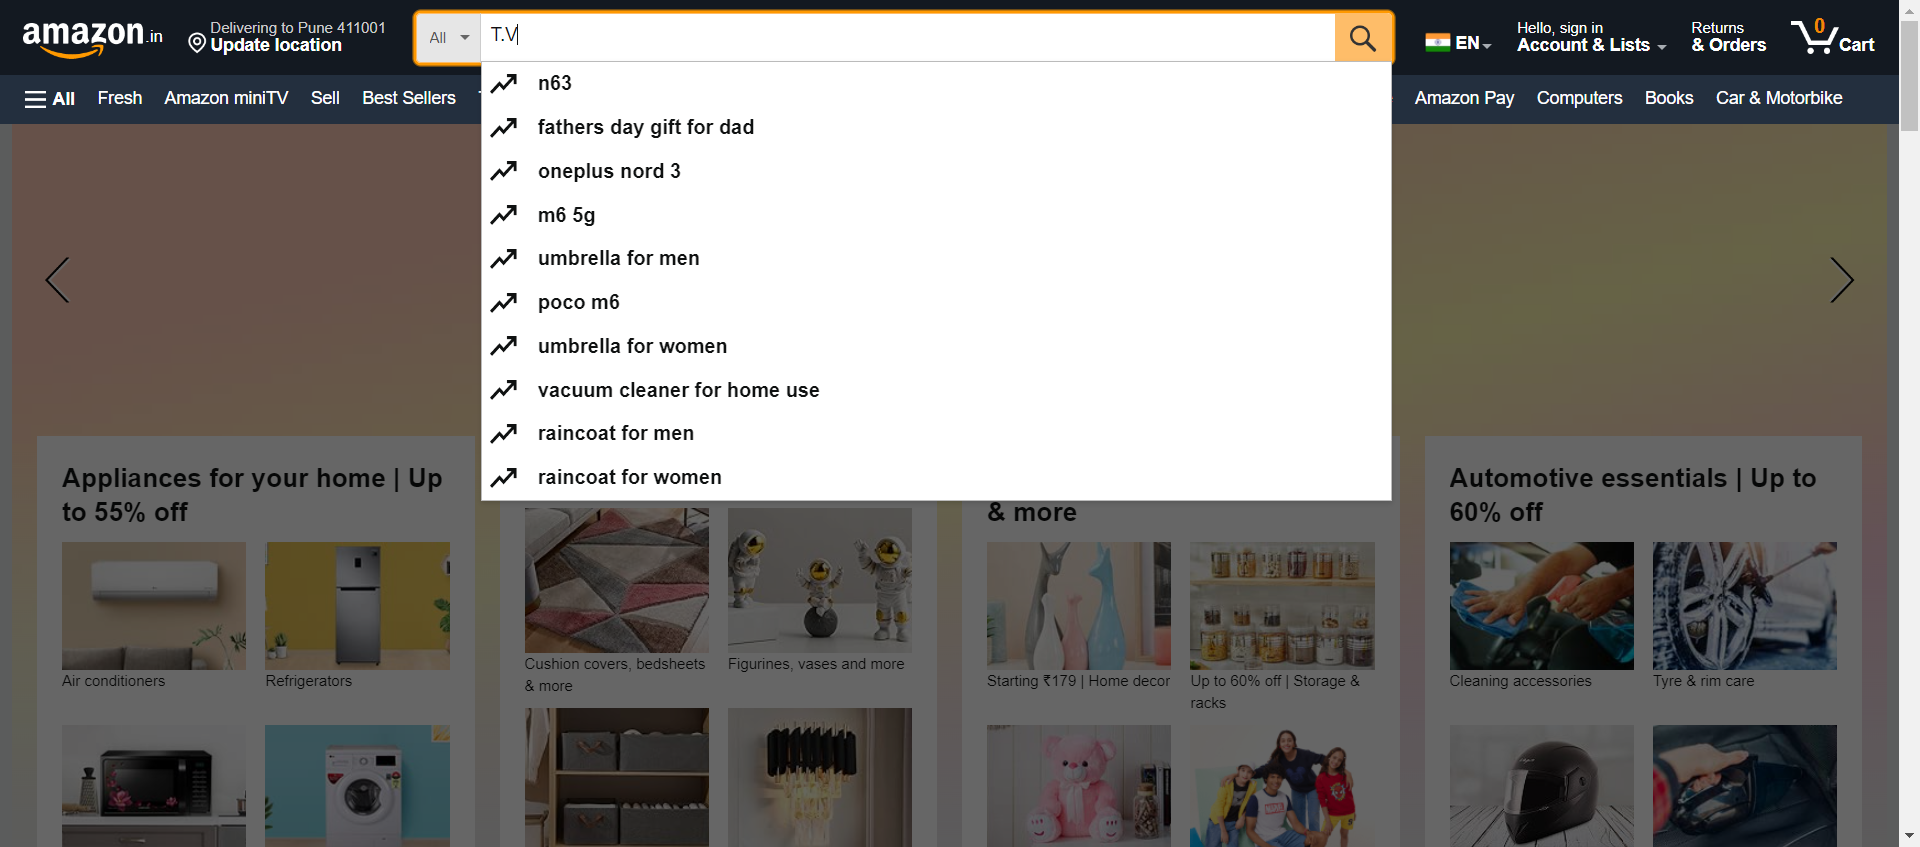 amazon.in
Delivering to Pune 411001
Update location
All
T.V
EN
Hello, sign in
Account & Lists
Returns
& Orders
0
Cart
All
Fresh
Amazon miniTV
Sell
Best Sellers
Amazon Pay
Computers
Books
Car & Motorbike
n63
fathers day gift for dad
oneplus nord 3
m6 5g
umbrella for men
poco m6
umbrella for women
vacuum cleaner for home use
raincoat for men
raincoat for women
Appliances for your home | Up
to 55% off
Air conditioners
Refrigerators
Cushion covers, bedsheets
& more
Figurines, vases and more
& more
Starting ₹179 | Home decor
Up to 60% off | Storage &
racks
Automotive essentials | Up to
60% off
Cleaning accessories
Tyre & rim care